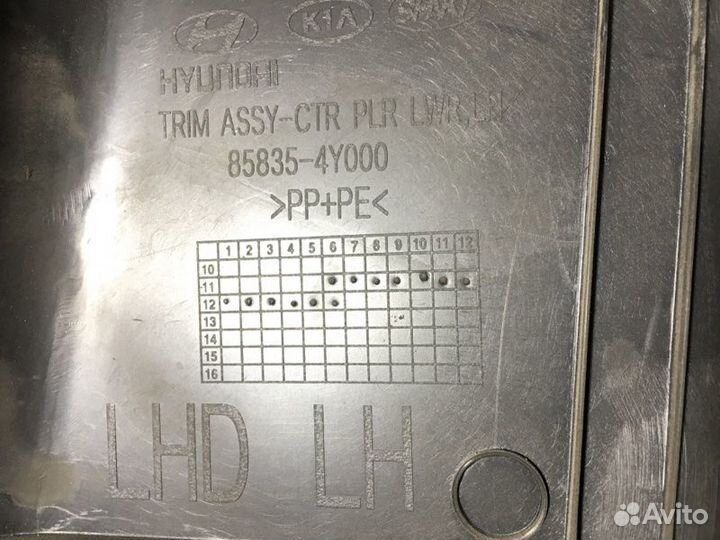 KIA
HYUNDAI
TRIM ASSY-CTR PLR LWR,LH
85835-4Y000
>PP+PE<
1 2 3 4 5 6 7 8 9 10 11 12
10
11
12
13
14
15
16
LHD LH
Avito